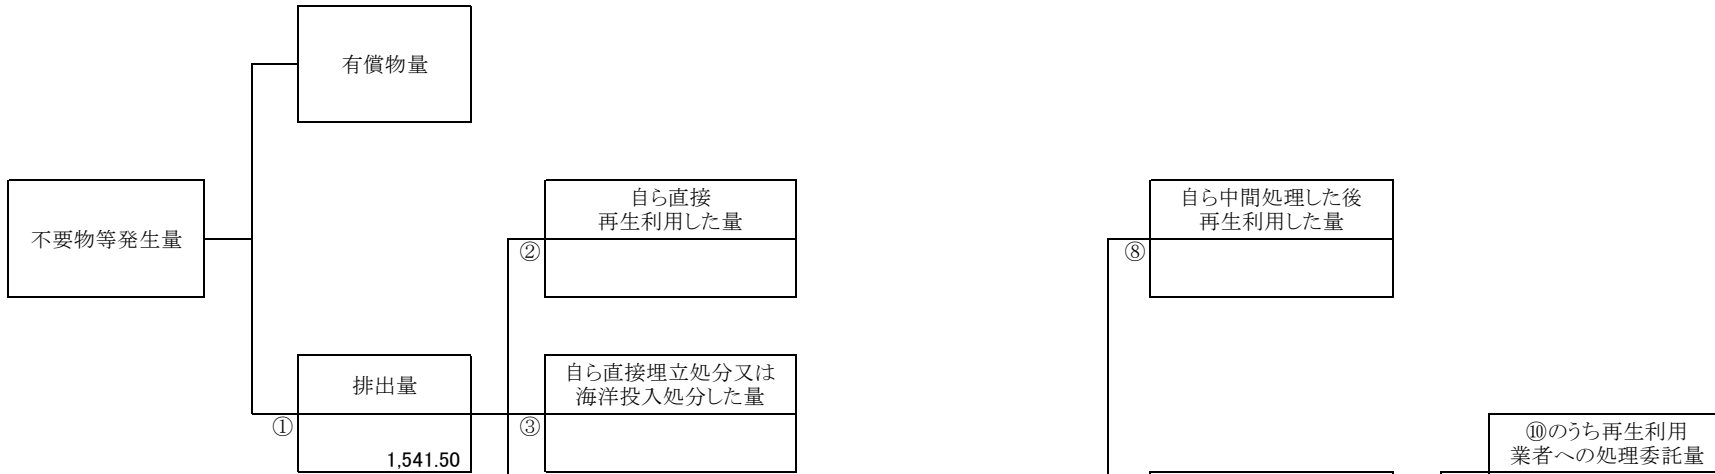 有償物量
不要物等発生量
自ら直接
再生利用した量
②
自ら中間処理した後
再生利用した量
⑧
排出量
①
1,541.50
自ら直接埋立処分又は
海洋投入処分した量
③
⑩のうち再生利用
業者への処理委託量